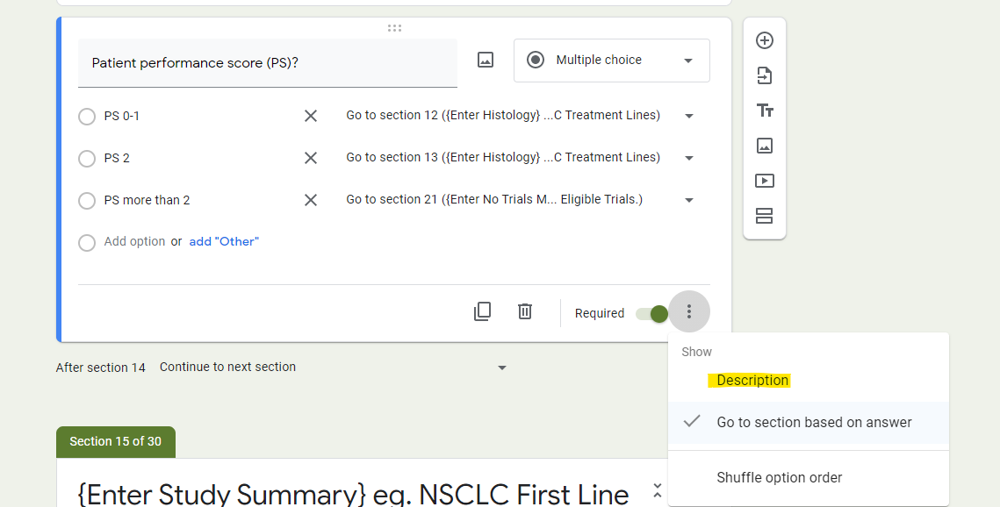 Patient performance score (PS)?
Multiple choice
PS 0-1
Go to section 12 ({Enter Histology} ...C Treatment Lines)
PS 2
Go to section 13 ({Enter Histology} ...C Treatment Lines)
PS more than 2
Go to section 21 ({Enter No Trials M... Eligible Trials.)
Add option or add "Other"
Required
Show
After section 14 Continue to next section
Description
Go to section based on answer
Section 15 of 30
Shuffle option order
{Enter Study Summary} eg. NSCLC First Line